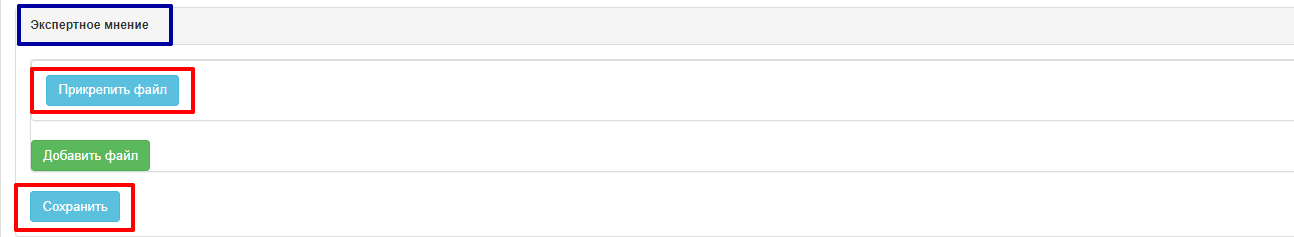 Экспертное мнение
Прикрепить файл
Добавить файл
Сохранить